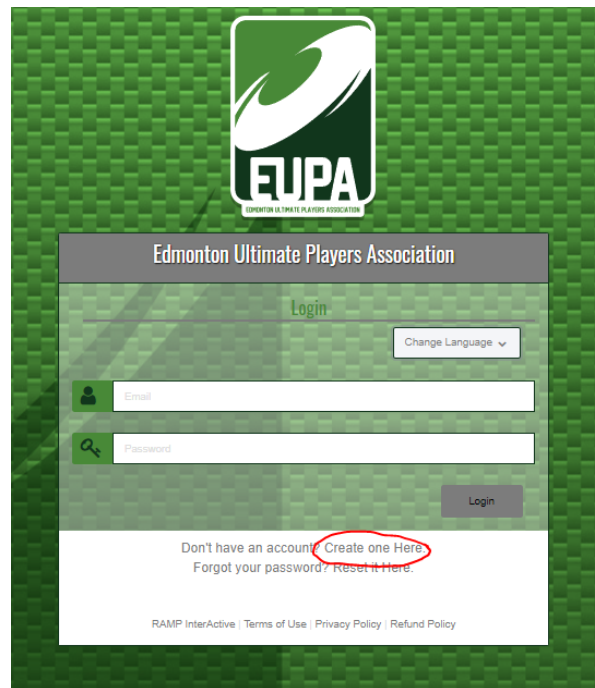 EUPA
EDMONTON ULTIMATE PLAYERS ASSOCIATION
Edmonton Ultimate Players Association
Login
Change Language
Email
Password
Login
Don't have an account? Create one Here.
Forgot your password? Reset it Here.
RAMP InterActive | Terms of Use | Privacy Policy | Refund Policy